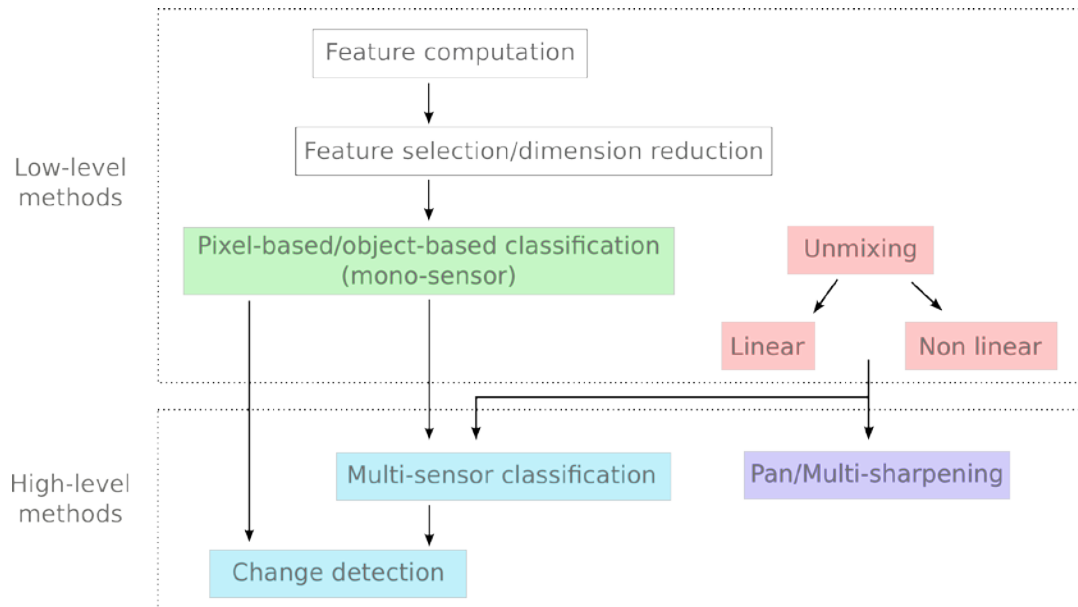 Feature computation
Feature selection/dimension reduction
Low-level
methods
Pixel-based/object-based classification
(mono-sensor)
Unmixing
Linear
Non linear
High-level
methods
Multi-sensor classification
Pan/Multi-sharpening
Change detection